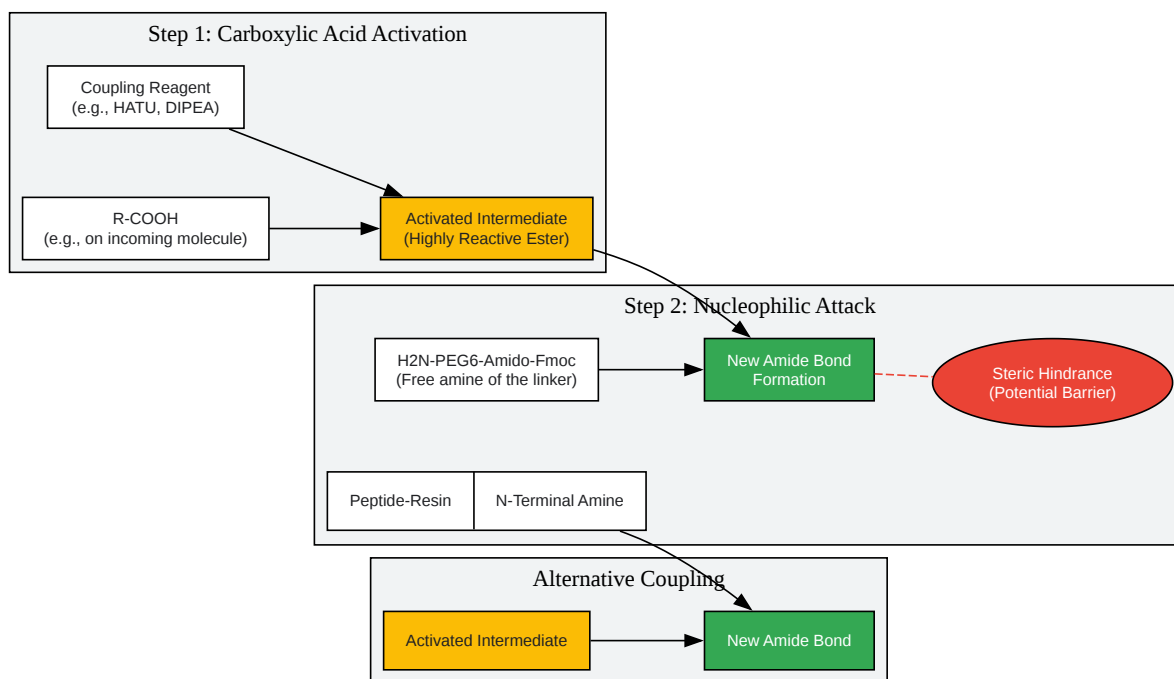 Step 1: Carboxylic Acid Activation
Coupling Reagent
(e.g., HATU, DIPEA)
R-COOH
(e.g., on incoming molecule)
Activated Intermediate
(Highly Reactive Ester)
Step 2: Nucleophilic Attack
H2N-PEG6-Amido-Fmoc
(Free amine of the linker)
New Amide Bond
Formation
Steric Hindrance
(Potential Barrier)
Peptide-Resin
N-Terminal Amine
Alternative Coupling
Activated Intermediate
New Amide Bond